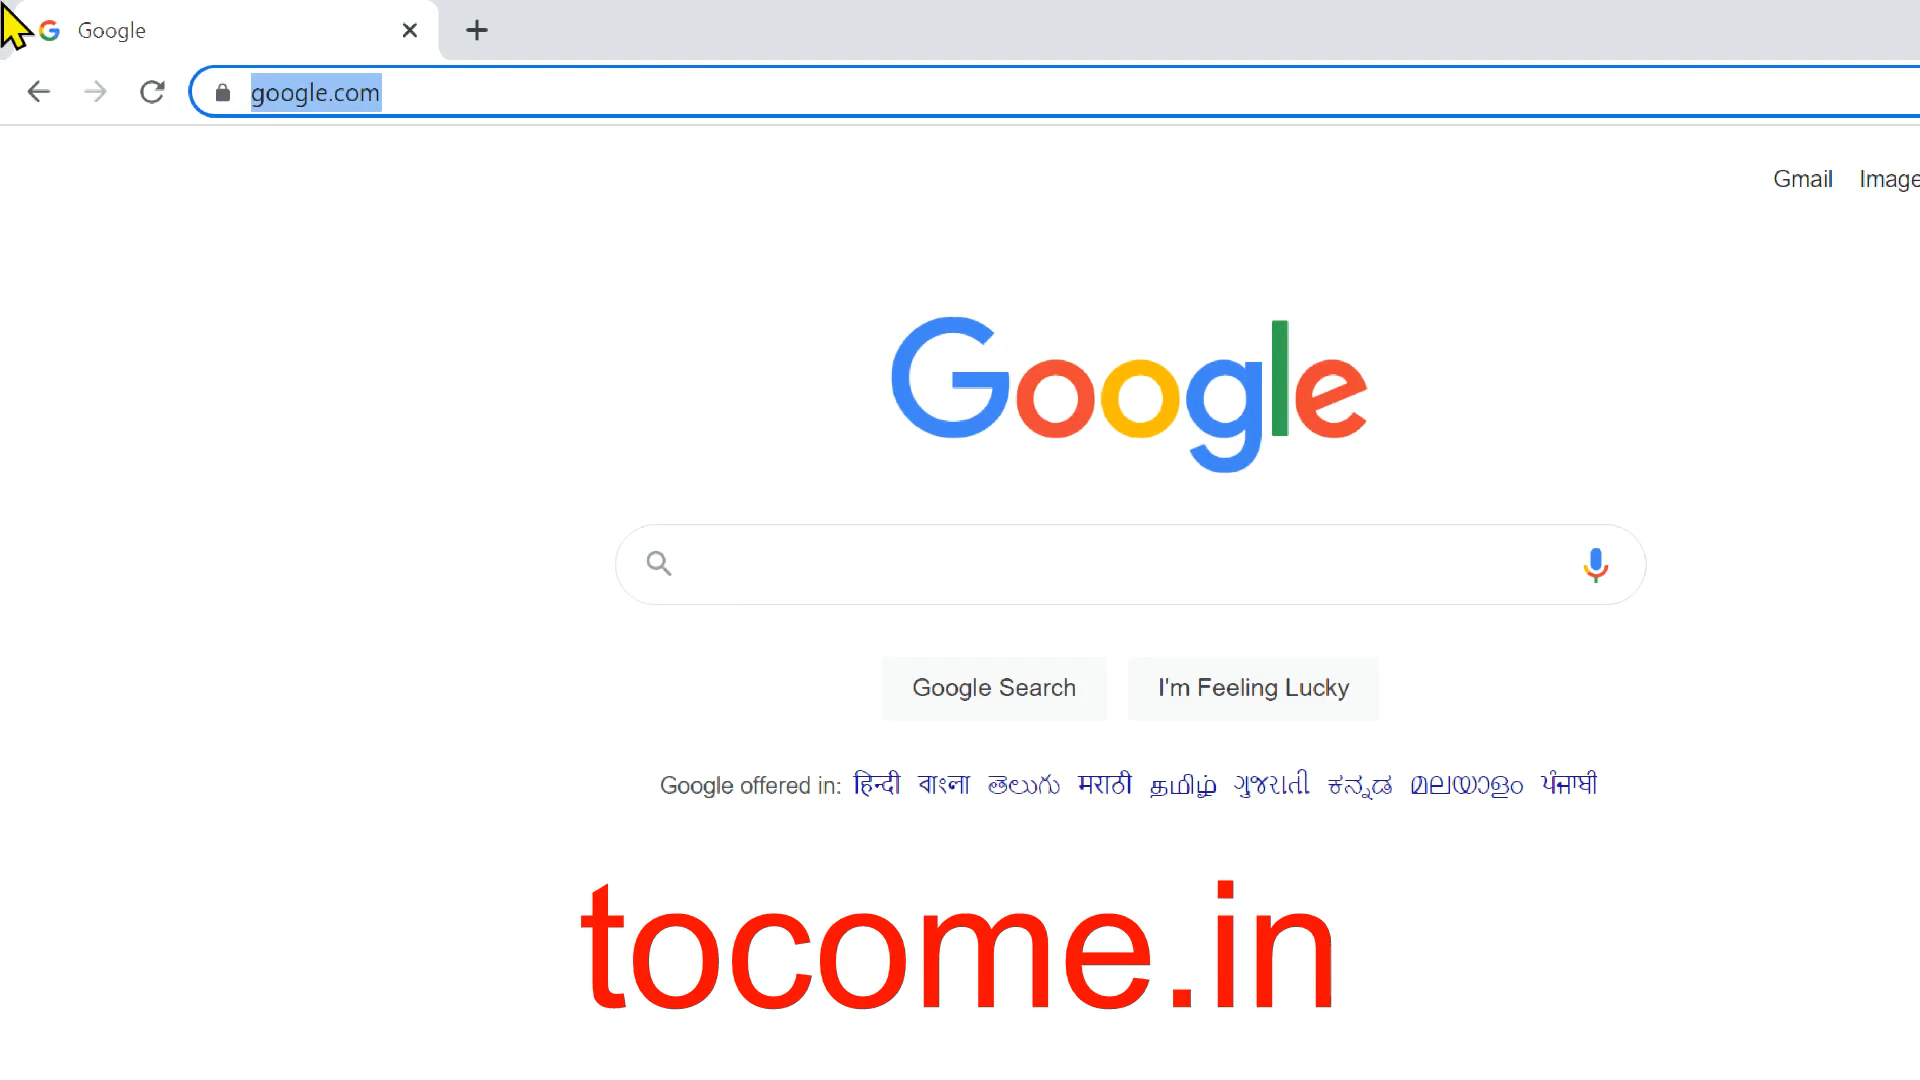 Google
google.com
Gmail Image
Google
Google Search I'm Feeling Lucky
Google offered in: हिन्दी বাংলা తెలుగు मराठी தமிழ் ગુજરાતી ಕನ್ನಡ മലയാളം ਪੰਜਾਬੀ
tocome.in